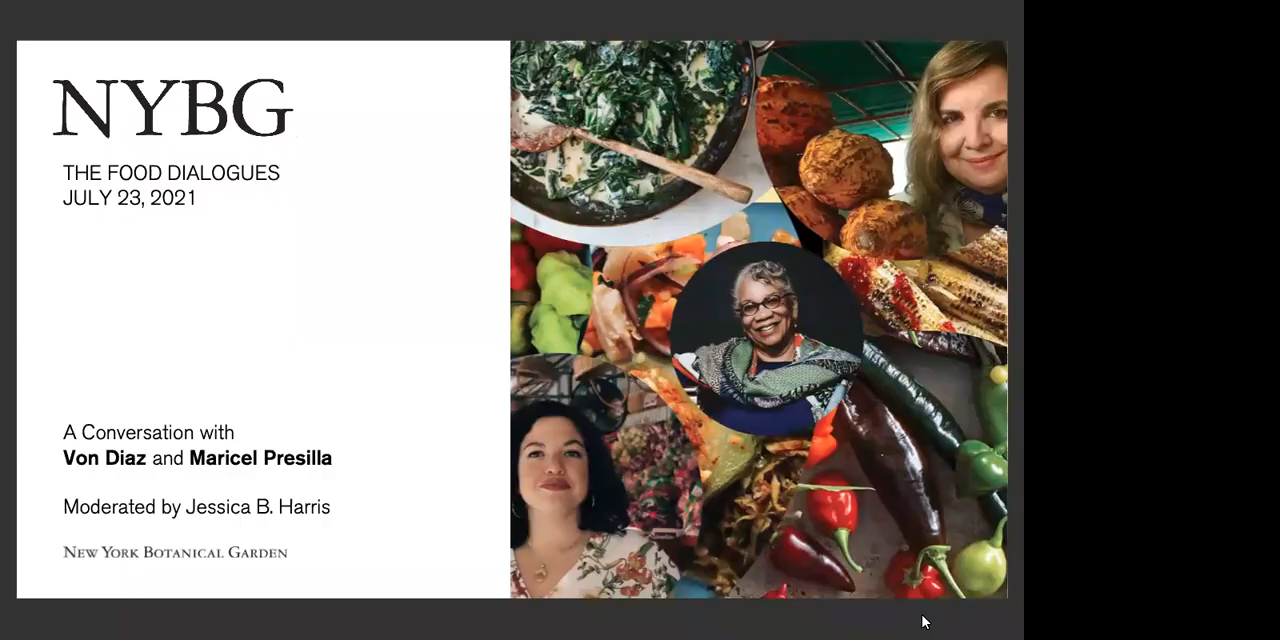 NYBG
THE FOOD DIALOGUES
JULY 23, 2021
A Conversation with
Von Diaz and Maricel Presilla
Moderated by Jessica B. Harris
NEW YORK BOTANICAL GARDEN